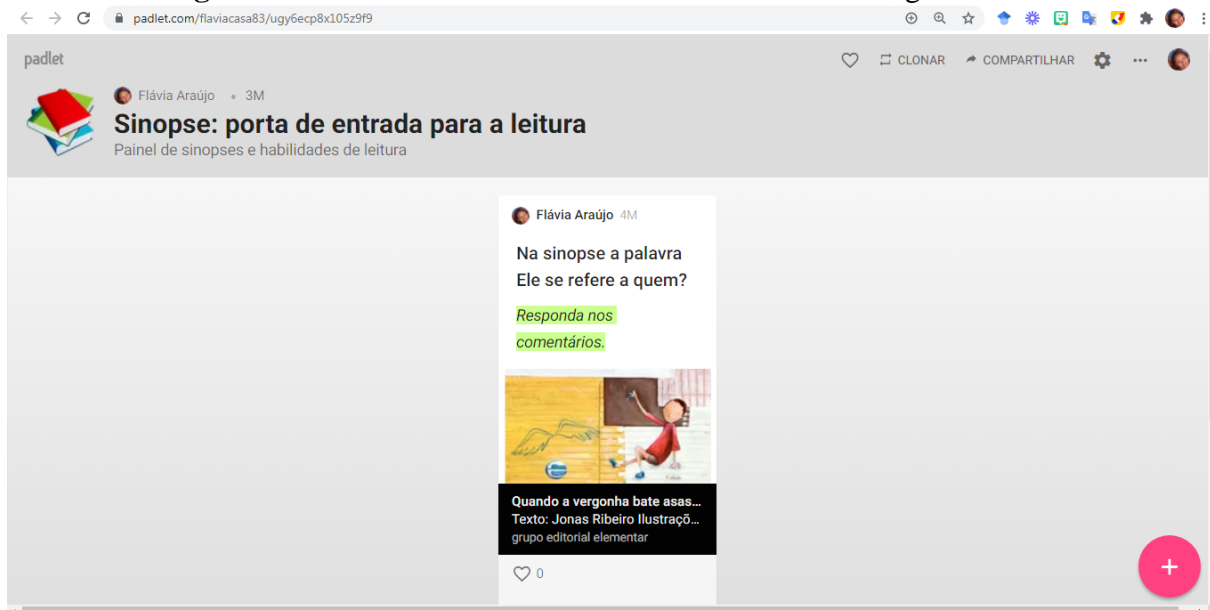 padlet.com/flaviacasa83/ugy6ecp8x105z9f9
padlet
CLONAR COMPARTILHAR
Flávia Araújo • 3M
Sinopse: porta de entrada para a leitura
Painel de sinopses e habilidades de leitura
Flávia Araújo 4M
Na sinopse a palavra
Ele se refere a quem?
Responda nos
comentários.
Quando a vergonha bate asas...
Texto: Jonas Ribeiro Ilustraçõ...
grupo editorial elementar
0